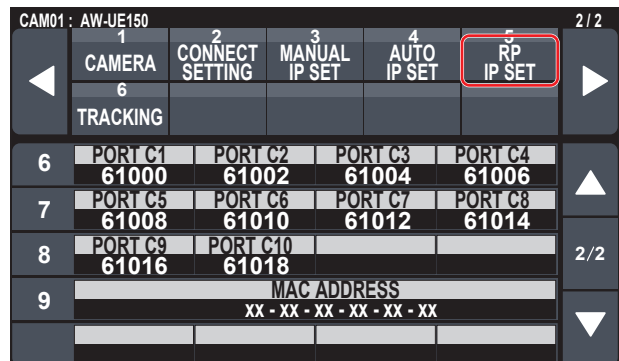 CAM01 : AW-UE150 2 / 2
1 2 3 4 5
CAMERA CONNECT SETTING MANUAL IP SET AUTO IP SET RP IP SET
6
TRACKING
6 PORT C1 PORT C2 PORT C3 PORT C4
61000 61002 61004 61006
7 PORT C5 PORT C6 PORT C7 PORT C8
61008 61010 61012 61014
8 PORT C9 PORT C10 2/2
61016 61018
9 MAC ADDRESS
XX - XX - XX - XX - XX - XX